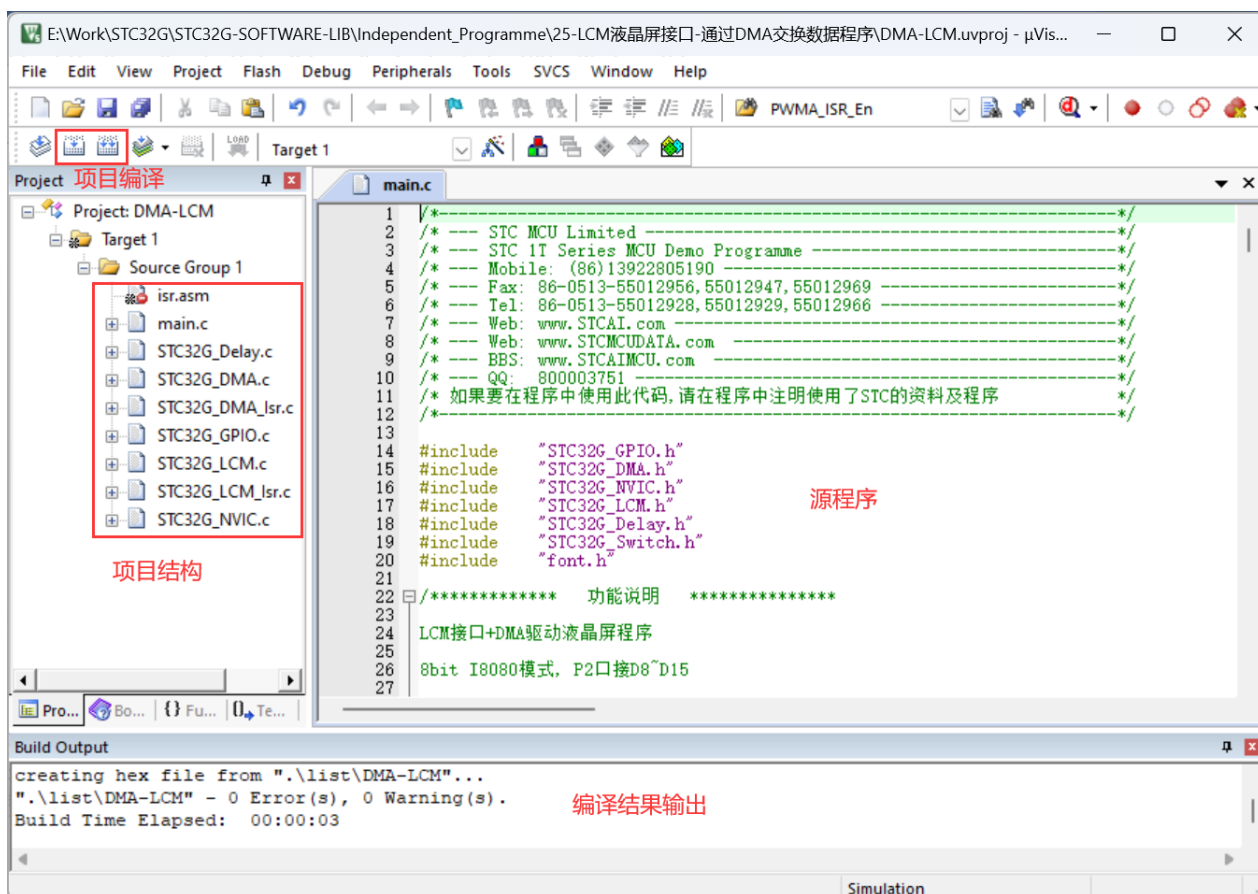 E:\Work\STC32G\STC32G-SOFTWARE-LIB\Independent_Programme\25-LCM液晶屏接口-通过DMA交换数据程序\DMA-LCM.uvproj - µVis...
File Edit View Project Flash Debug Peripherals Tools SVCS Window Help
PWMA_ISR_En
LOAD
Target 1
Project 项目编译
main.c
Project: DMA-LCM
Target 1
Source Group 1
isr.asm
main.c
STC32G_Delay.c
STC32G_DMA.c
STC32G_DMA_Isr.c
STC32G_GPIO.c
STC32G_LCM.c
STC32G_LCM_Isr.c
STC32G_NVIC.c
项目结构
Pro... Bo... {} Fu... Te...
1 /*---------------------------------------------------------------------*/
2 /* --- STC MCU Limited ------------------------------------------------*/
3 /* --- STC 1T Series MCU Demo Programme -------------------------------*/
4 /* --- Mobile: (86)13922805190 ----------------------------------------*/
5 /* --- Fax: 86-0513-55012956,55012947,55012969 ------------------------*/
6 /* --- Tel: 86-0513-55012928,55012929,55012966 ------------------------*/
7 /* --- Web: www.STCAI.com ---------------------------------------------*/
8 /* --- Web: www.STCMCUDATA.com  ---------------------------------------*/
9 /* --- BBS: www.STCAIMCU.com  -----------------------------------------*/
10 /* --- QQ:  800003751 -------------------------------------------------*/
11 /* 如果要在程序中使用此代码,请在程序中注明使用了STC的资料及程序            */
12 /*---------------------------------------------------------------------*/
13
14 #include "STC32G_GPIO.h"
15 #include "STC32G_DMA.h"
16 #include "STC32G_NVIC.h"
17 #include "STC32G_LCM.h"
18 #include "STC32G_Delay.h"
19 #include "STC32G_Switch.h"
20 #include "font.h"
源程序
21
22 /************* 功能说明 ***************
23
24 LCM接口+DMA驱动液晶屏程序
25
26 8bit I8080模式, P2口接D8~D15
27
Build Output
creating hex file from ".\list\DMA-LCM"...
".\list\DMA-LCM" - 0 Error(s), 0 Warning(s).
Build Time Elapsed:  00:00:03
编译结果输出
Simulation